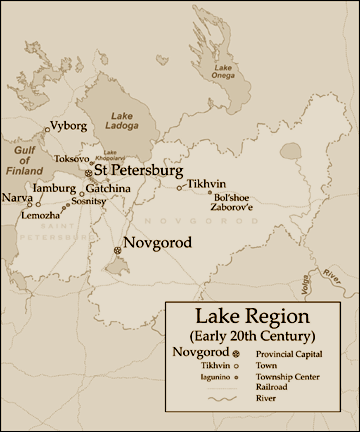 Lake
Onega
Lake
Ladoga
Vyborg
Gulf
of
Finland
Toksovo
Lake
Khopolarvi
St Petersburg
Iamburg
Gatchina
Tikhvin
Narva
Sosnitsy
Bol'shoe
Zaborov'e
Lemozha
SAINT
PETERSBURG
NOVGOROD
Novgorod
Volga
River
Lake Region
(Early 20th Century)
Novgorod Provincial Capital
Tikhvin Town
Iagunino Township Center
Railroad
River